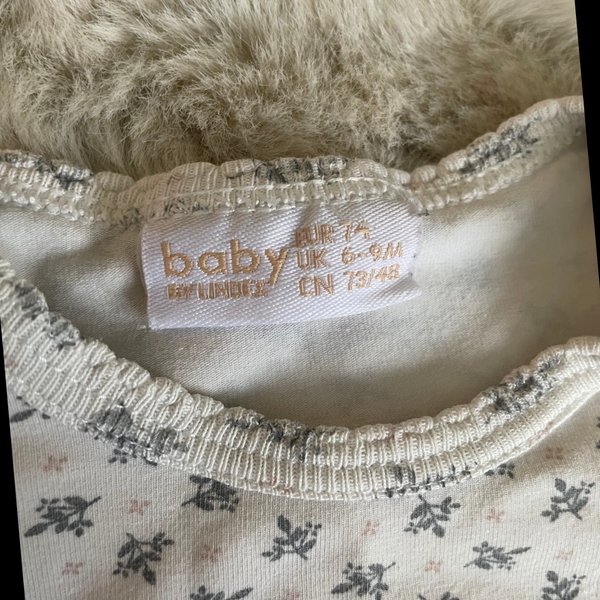 baby
BY LINDEX
EUR 74
UK 6-9M
CN 73/48